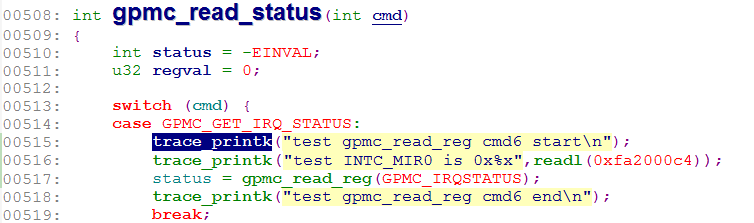 00508: int gpmc_read_status(int cmd)
00509: {
00510:     int status = -EINVAL;
00511:     u32 regval = 0;
00512:
00513:     switch (cmd) {
00514:     case GPMC_GET_IRQ_STATUS:
00515:         trace_printk("test gpmc_read_reg cmd6 start\n");
00516:         trace_printk("test INTC_MIR0 is 0x%x",readl(0xfa2000c4));
00517:         status = gpmc_read_reg(GPMC_IRQSTATUS);
00518:         trace_printk("test gpmc_read_reg cmd6 end\n");
00519:         break;